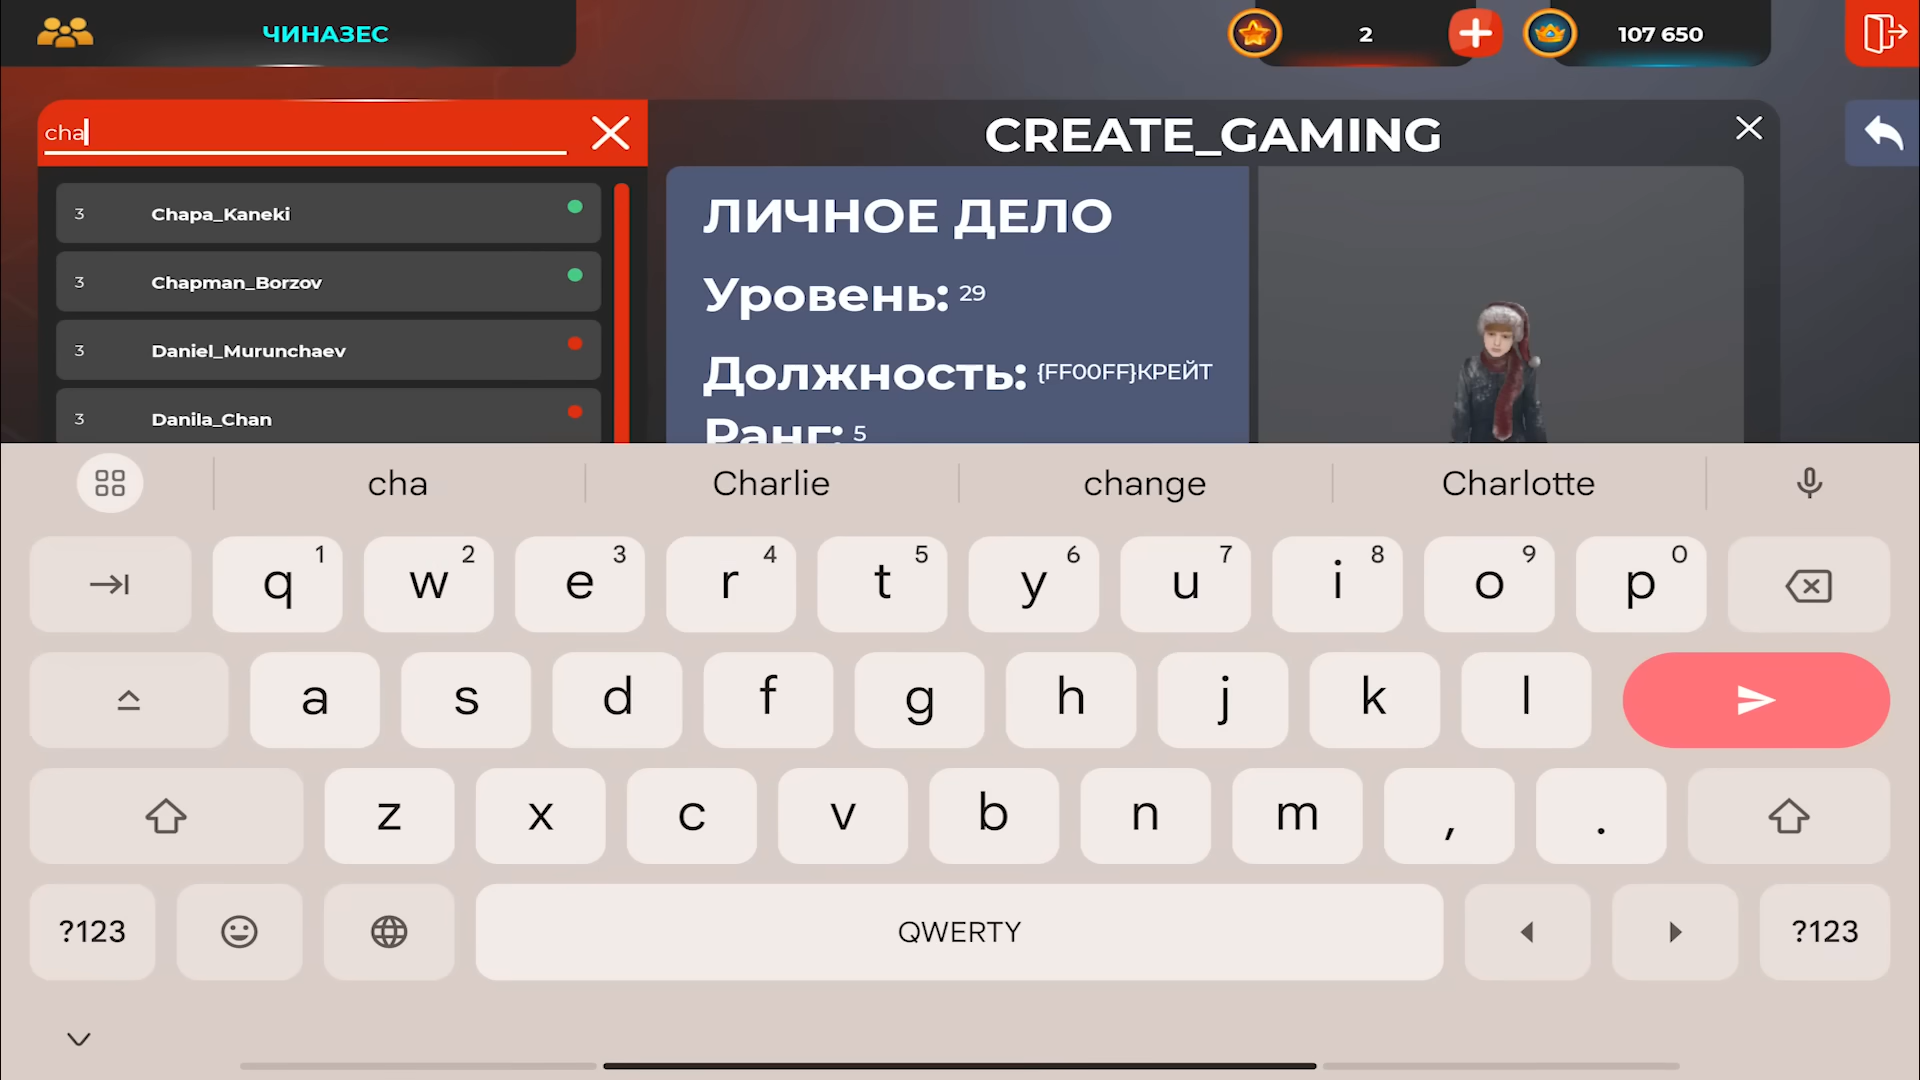 ЧИНАЗЕС
2
107 650
cha
CREATE_GAMING
3 Chapa_Kaneki
3 Chapman_Borzov
3 Daniel_Murunchaev
3 Danila_Chan
ЛИЧНОЕ ДЕЛО
Уровень: 29
Должность: {FF00FF}КРЕЙТ
Ранг: 5
cha Charlie change Charlotte
q 1 w 2 e 3 r 4 t 5 y 6 u 7 i 8 o 9 p 0
a s d f g h j k l
z x c v b n m , .
?123 QWERTY ?123